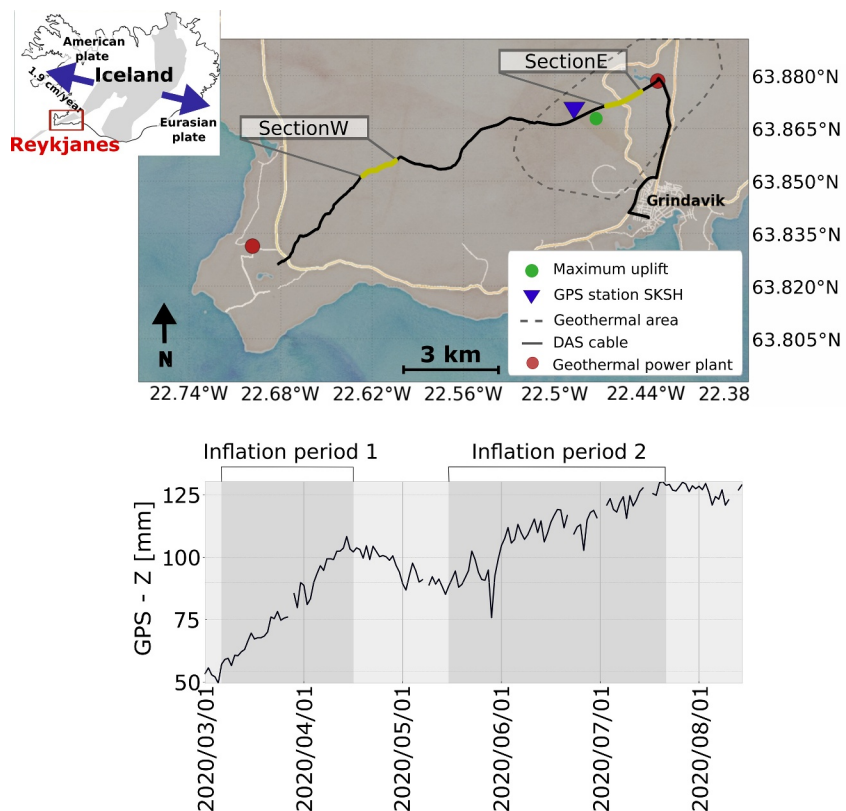 American
plate
Iceland
1.9 cm/year
Eurasian
plate
Reykjanes
SectionE
SectionW
Grindavik
63.880°N
63.865°N
63.850°N
63.835°N
63.820°N
63.805°N
Maximum uplift
GPS station SKSH
Geothermal area
DAS cable
Geothermal power plant
N
3 km
22.74°W 22.68°W 22.62°W 22.56°W 22.5°W 22.44°W 22.38
Inflation period 1
Inflation period 2
GPS - Z [mm]
125
100
75
50
2020/03/01
2020/04/01
2020/05/01
2020/06/01
2020/07/01
2020/08/01